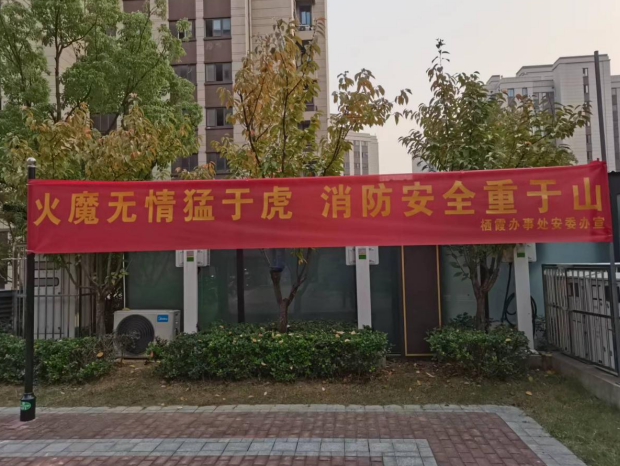 火魔无情猛于虎 消防安全重于山
栖霞办事处安委办宣